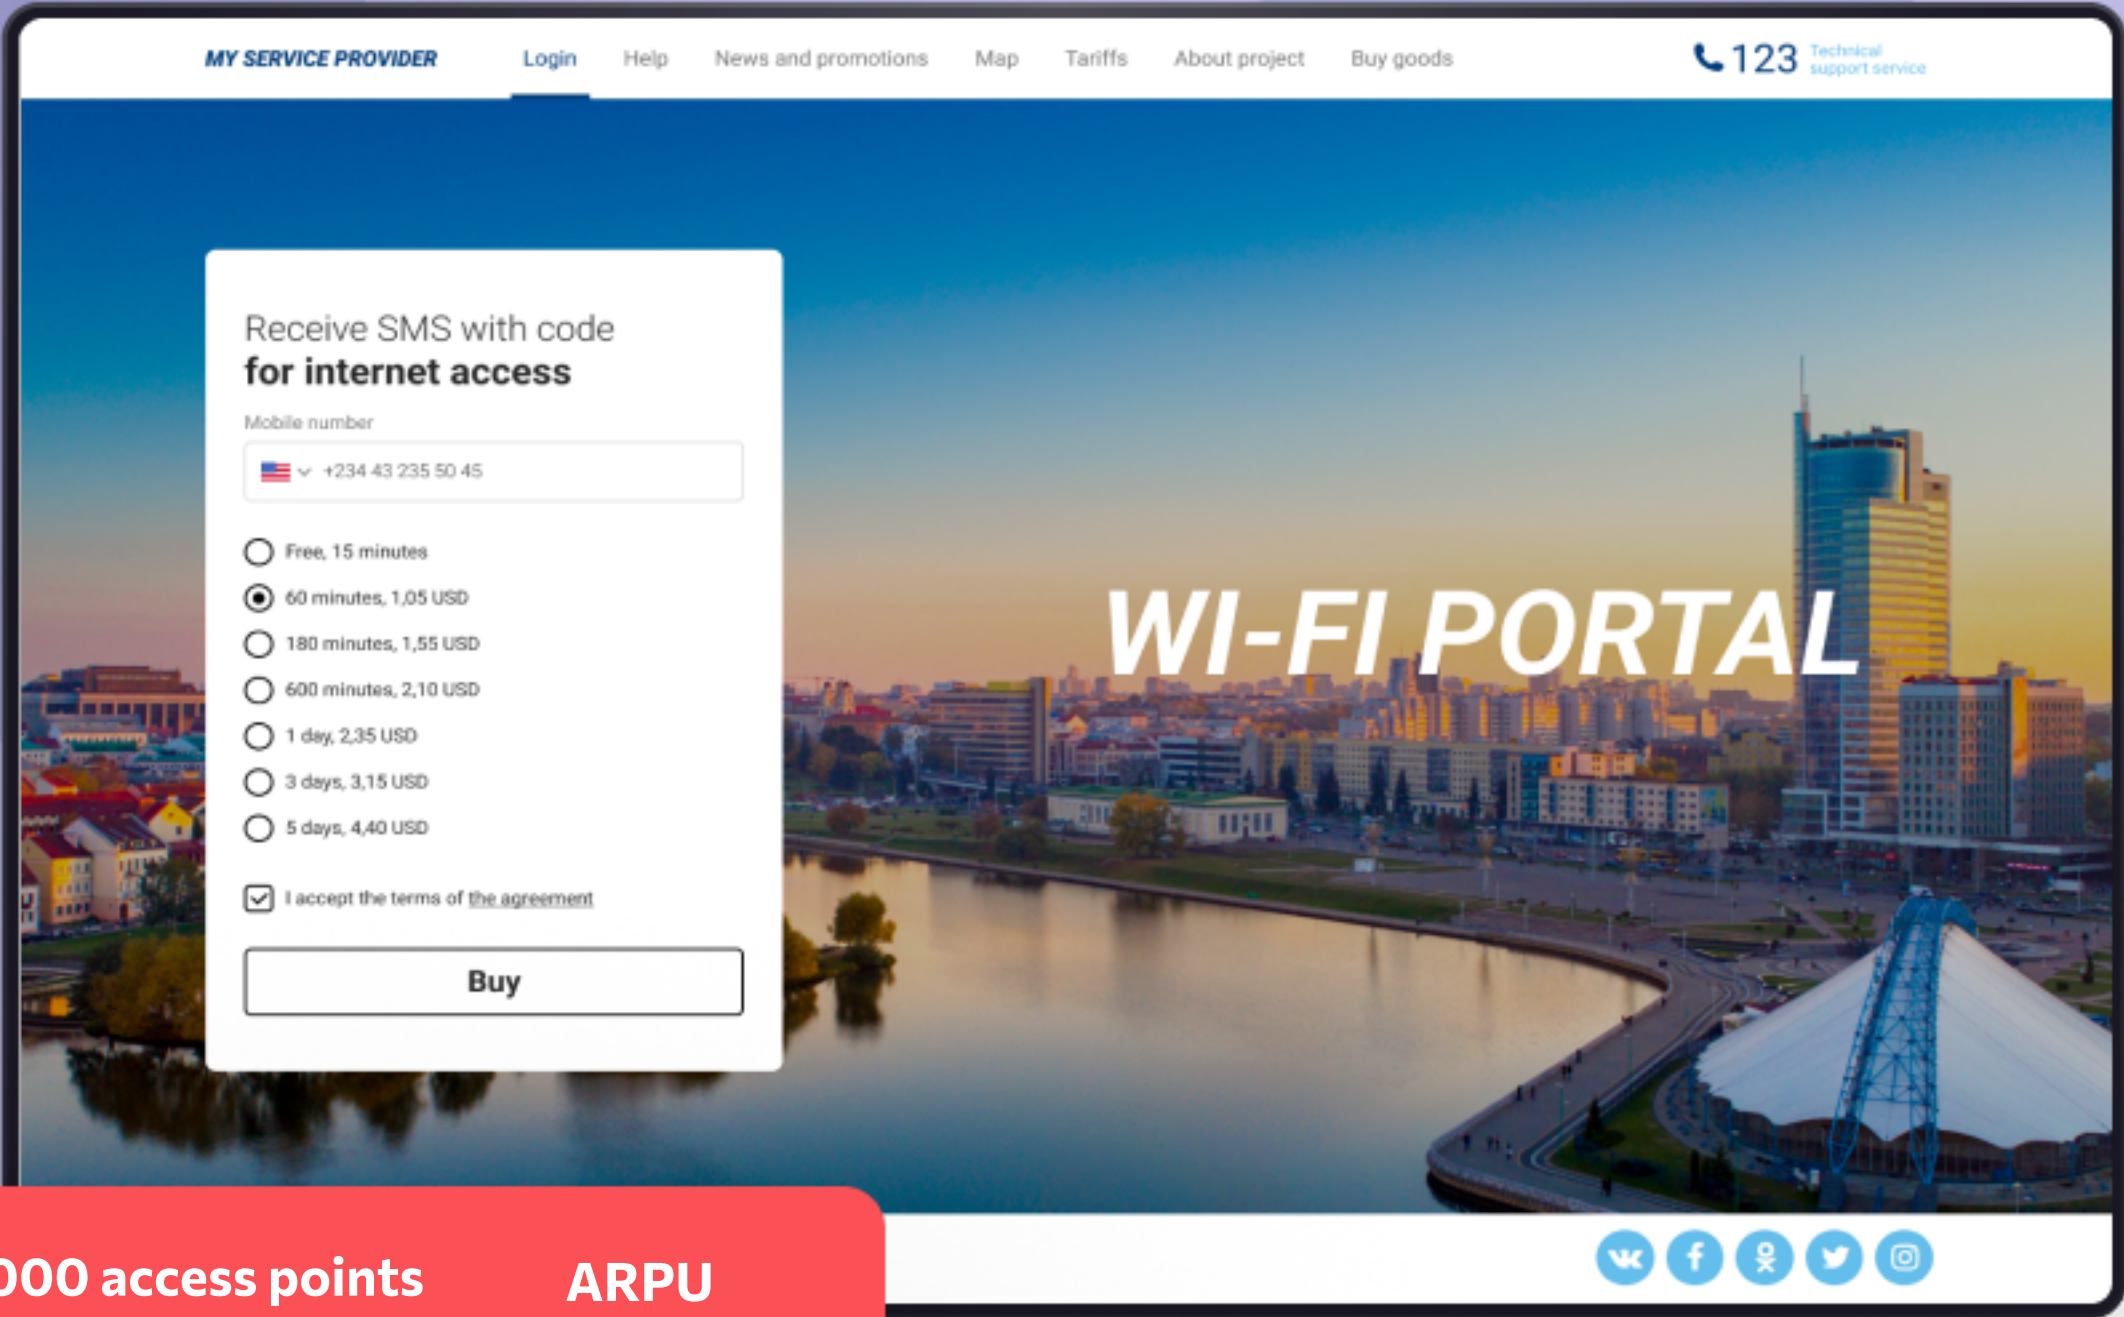 MY SERVICE PROVIDER
Login
Help
News and promotions
Map
Tariffs
About project
Buy goods
123
Technical
support service
Receive SMS with code
for internet access
Mobile number
+234 43 235 50 45
Free, 15 minutes
60 minutes, 1,05 USD
180 minutes, 1,55 USD
600 minutes, 2,10 USD
1 day, 2,35 USD
3 days, 3,15 USD
5 days, 4,40 USD
I accept the terms of the agreement
Buy
WI-FI PORTAL
000 access points
ARPU